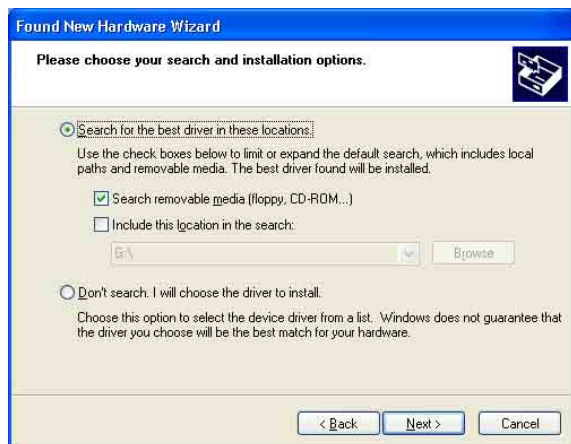 Found New Hardware Wizard
Please choose your search and installation options.
Search for the best driver in these locations.
Use the check boxes below to limit or expand the default search, which includes local
paths and removable media. The best driver found will be installed.
Search removable media (floppy, CD-ROM...)
Include this location in the search:
G:\
Browse
Don't search. I will choose the driver to install.
Choose this option to select the device driver from a list. Windows does not guarantee that
the driver you choose will be the best match for your hardware.
< Back Next > Cancel